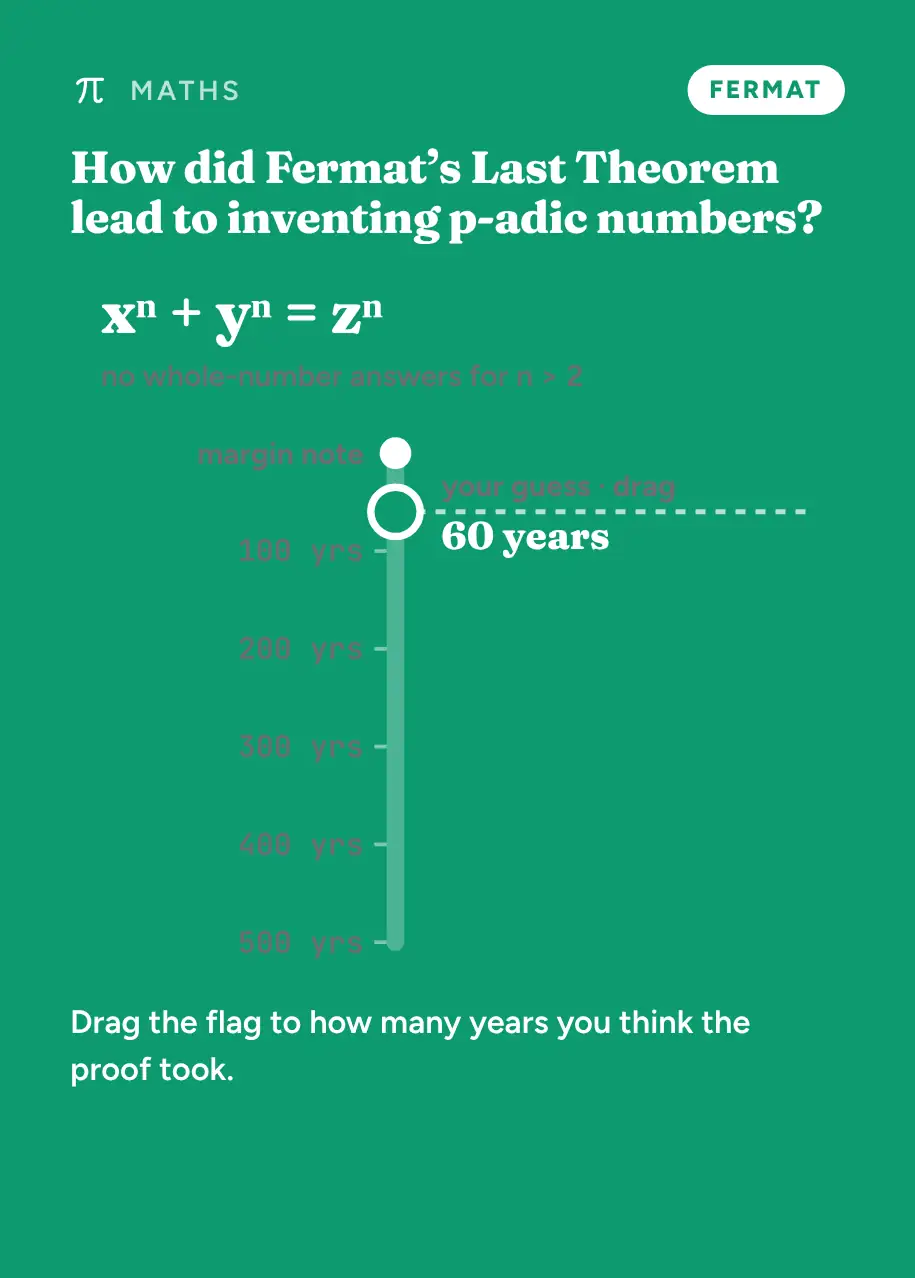 π MATHS
FERMAT
How did Fermat’s Last Theorem
lead to inventing p-adic numbers?
xⁿ + yⁿ = zⁿ
no whole-number answers for n > 2
margin note
your guess · drag
60 years
100 yrs
200 yrs
300 yrs
400 yrs
500 yrs
Drag the flag to how many years you think the
proof took.